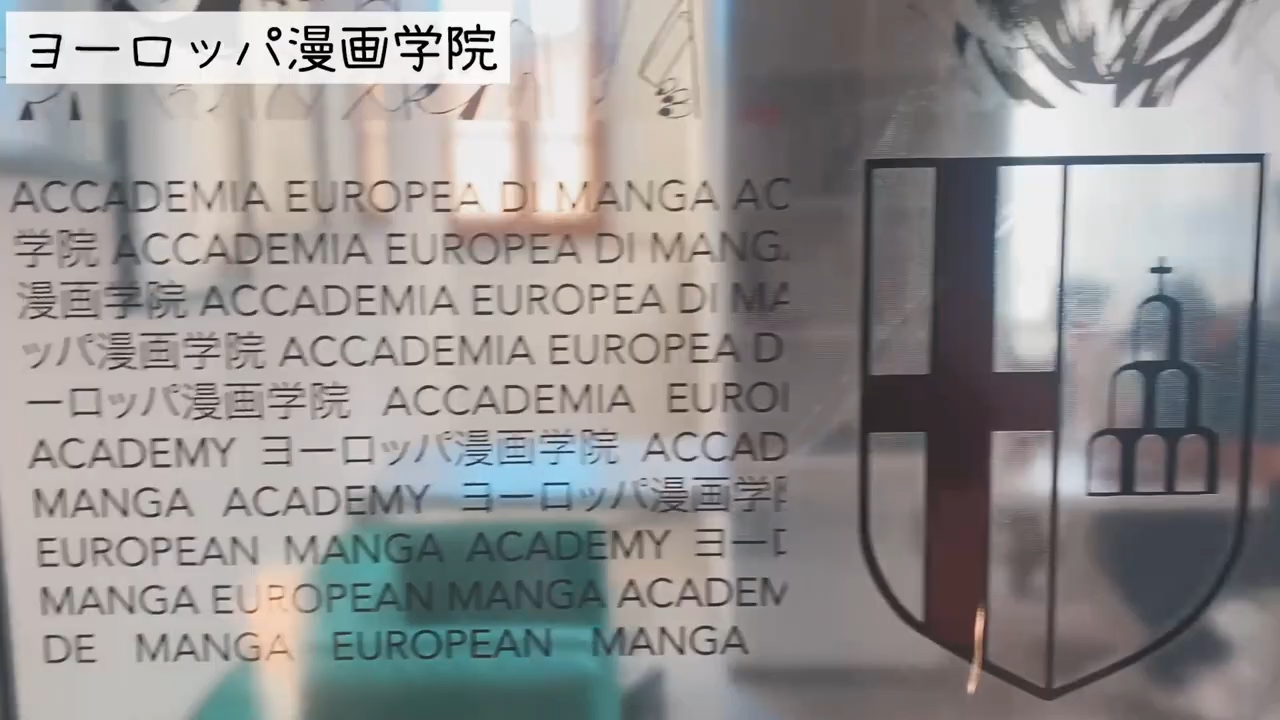 ヨーロッパ漫画学院
ACCADEMIA EUROPEA DI MANGA AC
学院 ACCADEMIA EUROPEA DI MANG
漫画学院 ACCADEMIA EUROPEA DI MA
ッパ漫画学院 ACCADEMIA EUROPEA D
ーロッパ漫画学院 ACCADEMIA EURO
ACADEMY ヨーロッパ漫画学院 ACCAD
MANGA ACADEMY ヨーロッパ漫画学
EUROPEAN MANGA ACADEMY ヨー
MANGA EUROPEAN MANGA ACADEM
DE MANGA EUROPEAN MANGA